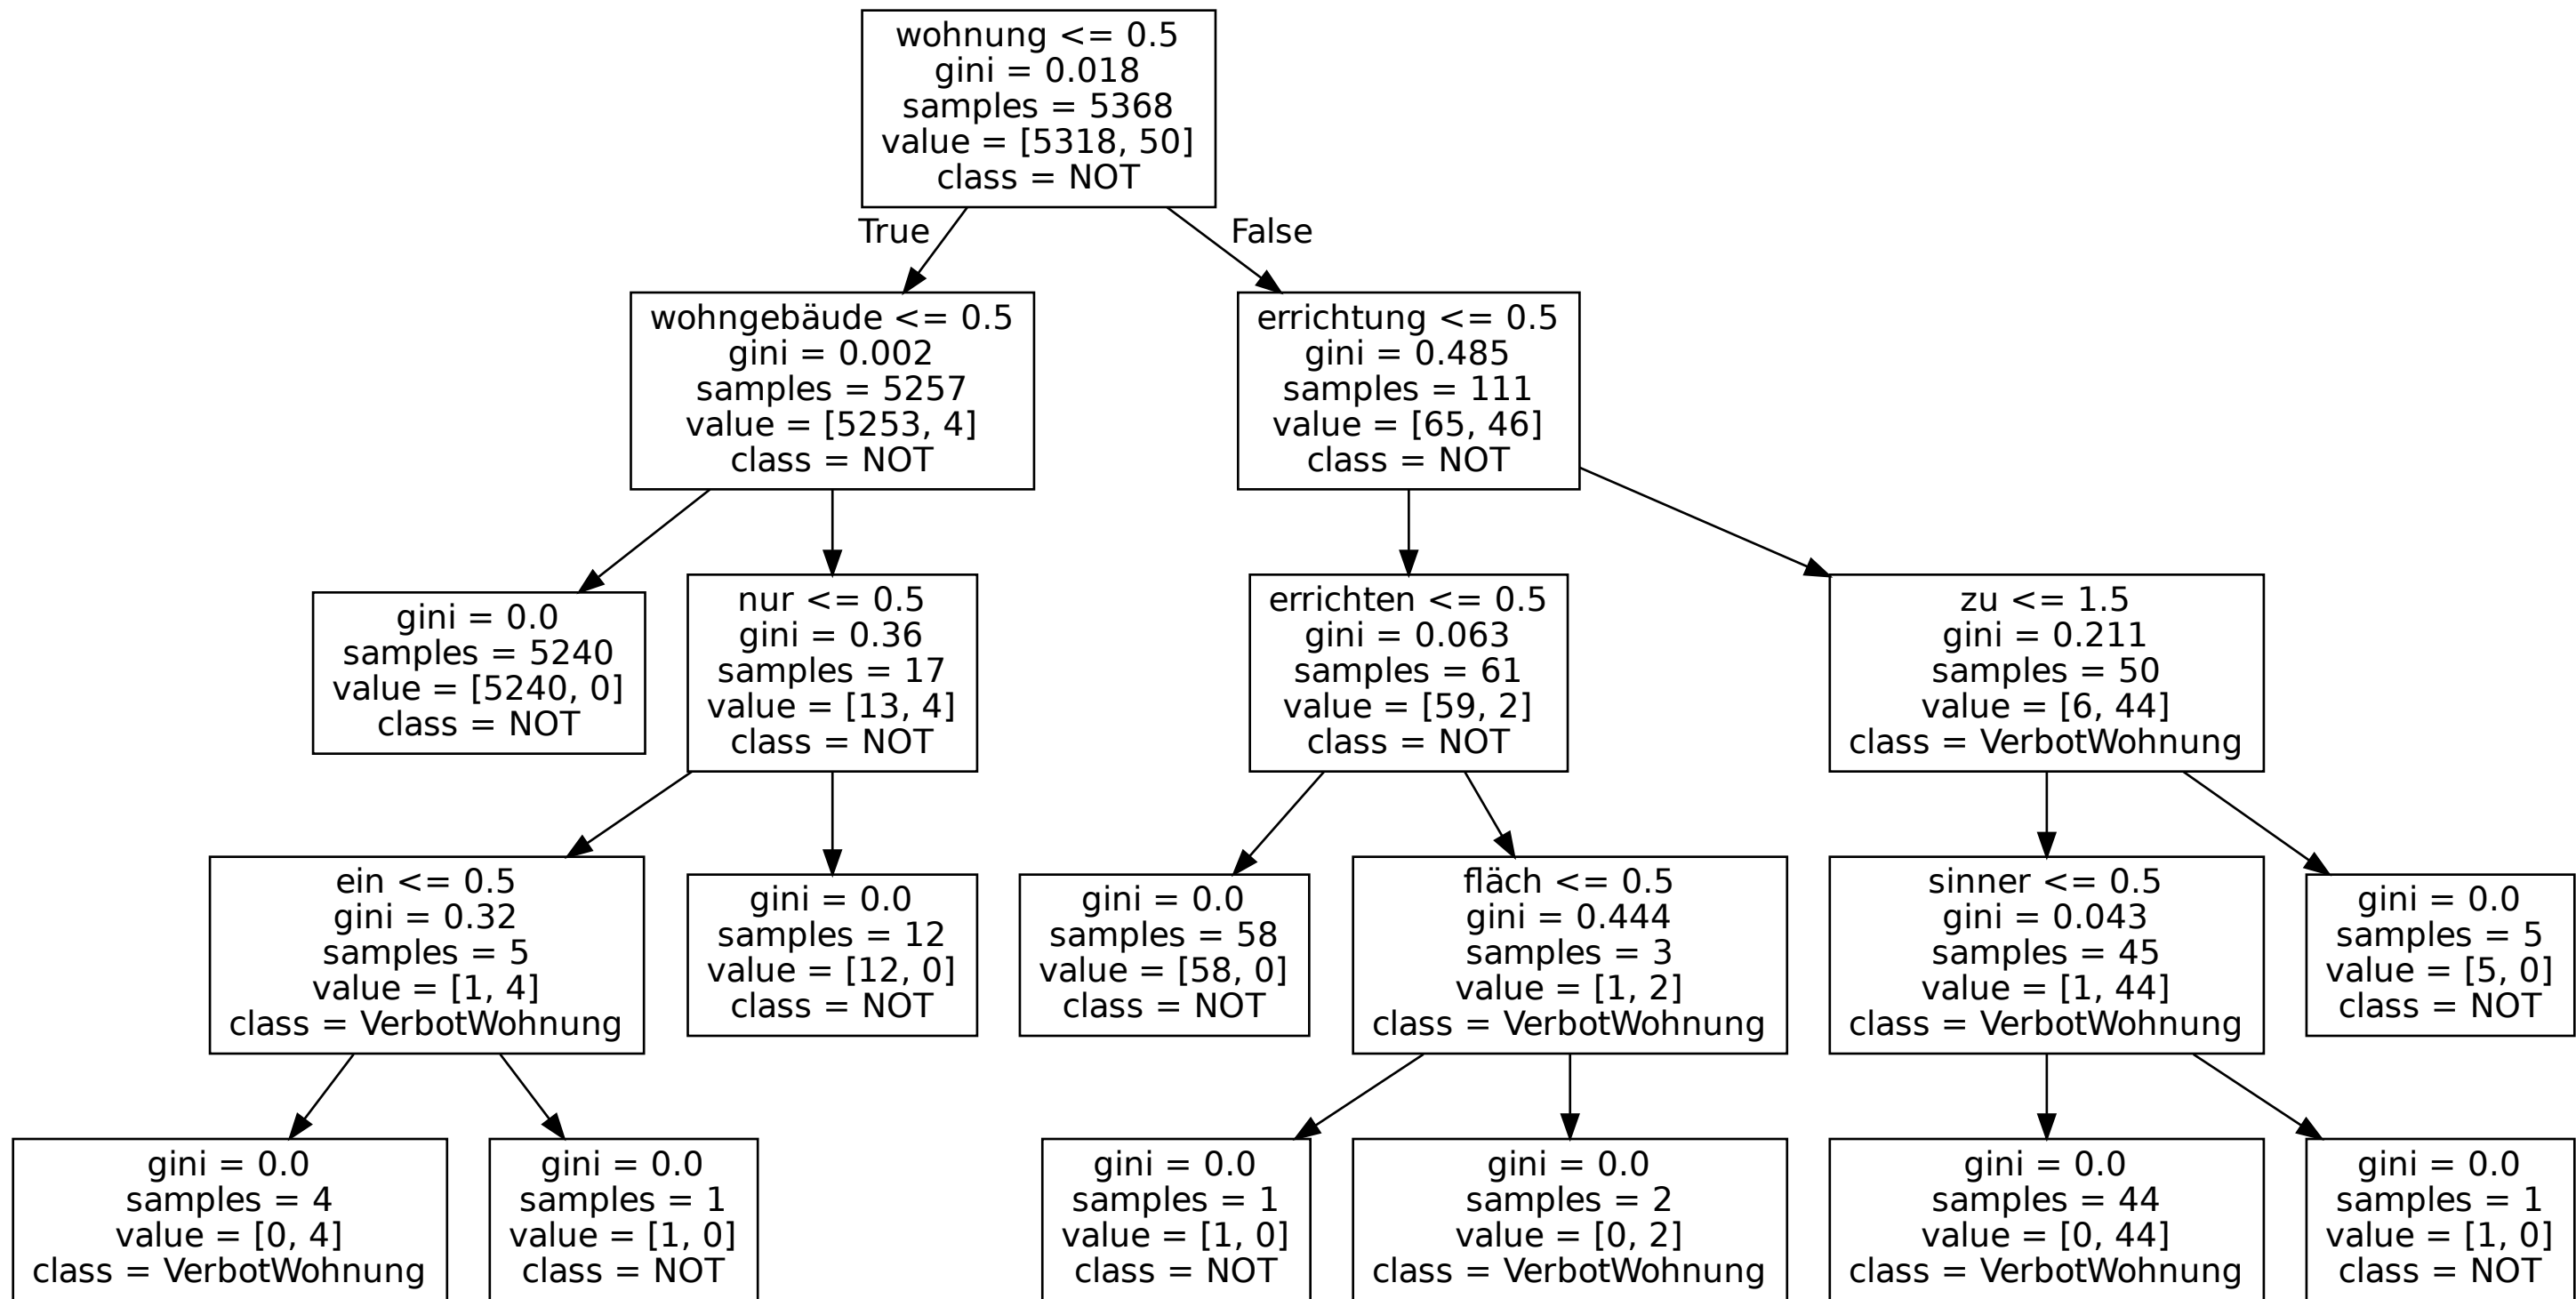 wohnung <= 0.5
gini = 0.018
samples = 5368
value = [5318, 50]
class = NOT
True
False
wohngebäude <= 0.5
gini = 0.002
samples = 5257
value = [5253, 4]
class = NOT
errichtung <= 0.5
gini = 0.485
samples = 111
value = [65, 46]
class = NOT
gini = 0.0
samples = 5240
value = [5240, 0]
class = NOT
nur <= 0.5
gini = 0.36
samples = 17
value = [13, 4]
class = NOT
errichten <= 0.5
gini = 0.063
samples = 61
value = [59, 2]
class = NOT
zu <= 1.5
gini = 0.211
samples = 50
value = [6, 44]
class = VerbotWohnung
ein <= 0.5
gini = 0.32
samples = 5
value = [1, 4]
class = VerbotWohnung
gini = 0.0
samples = 12
value = [12, 0]
class = NOT
gini = 0.0
samples = 58
value = [58, 0]
class = NOT
fläch <= 0.5
gini = 0.444
samples = 3
value = [1, 2]
class = VerbotWohnung
sinner <= 0.5
gini = 0.043
samples = 45
value = [1, 44]
class = VerbotWohnung
gini = 0.0
samples = 5
value = [5, 0]
class = NOT
gini = 0.0
samples = 4
value = [0, 4]
class = VerbotWohnung
gini = 0.0
samples = 1
value = [1, 0]
class = NOT
gini = 0.0
samples = 1
value = [1, 0]
class = NOT
gini = 0.0
samples = 2
value = [0, 2]
class = VerbotWohnung
gini = 0.0
samples = 44
value = [0, 44]
class = VerbotWohnung
gini = 0.0
samples = 1
value = [1, 0]
class = NOT